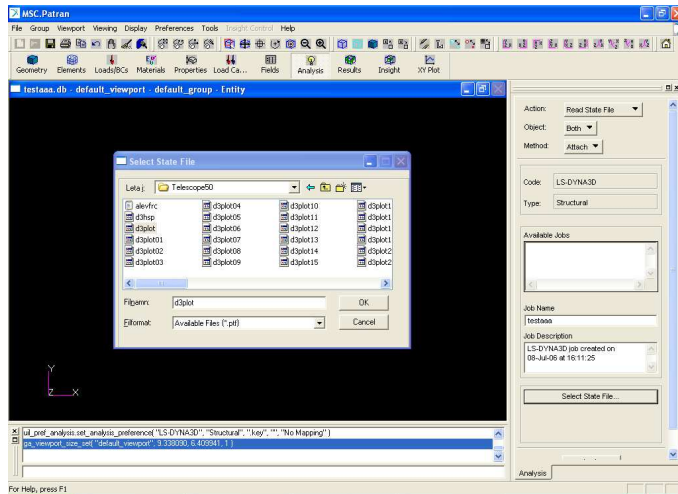 MSC.Patran
File Group Viewport Viewing Display Preferences Tools Insight Control Help
Geometry Elements Loads/BCs Materials Properties Load Ca... Fields Analysis Results Insight XY Plot
testaaa.db - default_viewport - default_group - Entity
Action: Read State File
Object: Both
Method: Attach
Code: LS-DYNA3D
Type: Structural
Available Jobs
Job Name
testaaa
Job Description
LS-DYNA3D job created on
08-Jul-06 at 16:11:25
Select State File...
Analysis
Select State File
Leta i: Telescope50
alevfrc d3plot04 d3plot10 d3plot1
d3hsp d3plot05 d3plot11 d3plot1
d3plot d3plot06 d3plot12 d3plot1
d3plot01 d3plot07 d3plot13 d3plot1
d3plot02 d3plot08 d3plot14 d3plot2
d3plot03 d3plot09 d3plot15 d3plot2
Filnamn: d3plot OK
Filformat: Available Files (*.ptf) Cancel
Y
Z X
uil_pref_analysis.set_analysis_preference( "LS-DYNA3D", "Structural", ".key", "", "No Mapping" )
ga_viewport_size_set( "default_viewport", 9.338090, 6.409941, 1 )
For Help, press F1